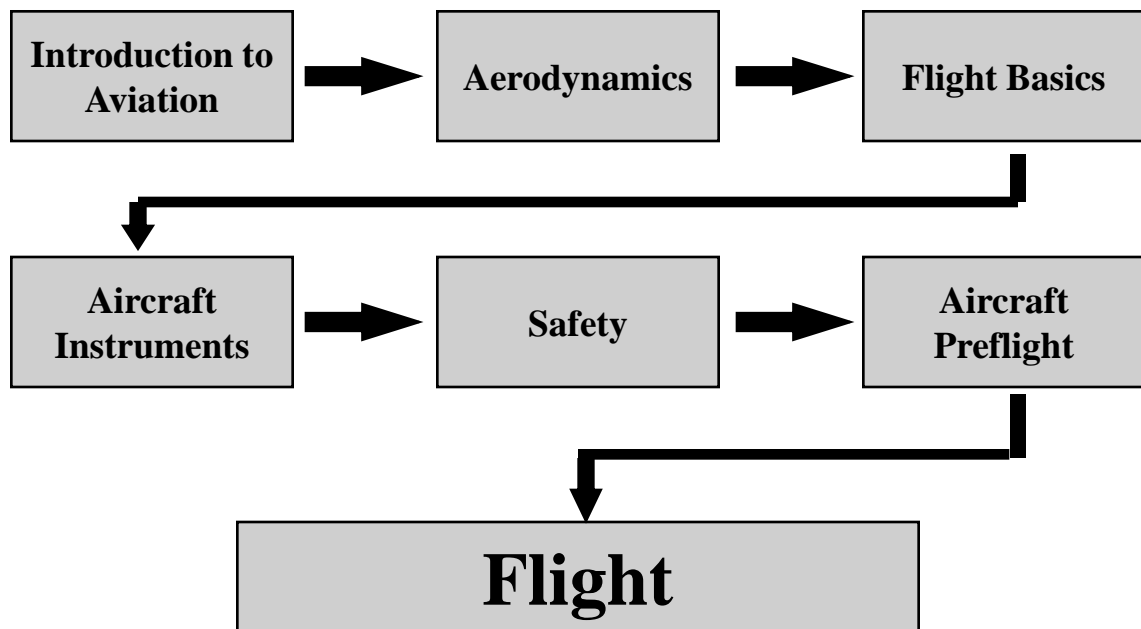 Introduction to
Aviation
Aerodynamics
Flight Basics
Aircraft
Instruments
Safety
Aircraft
Preflight
Flight